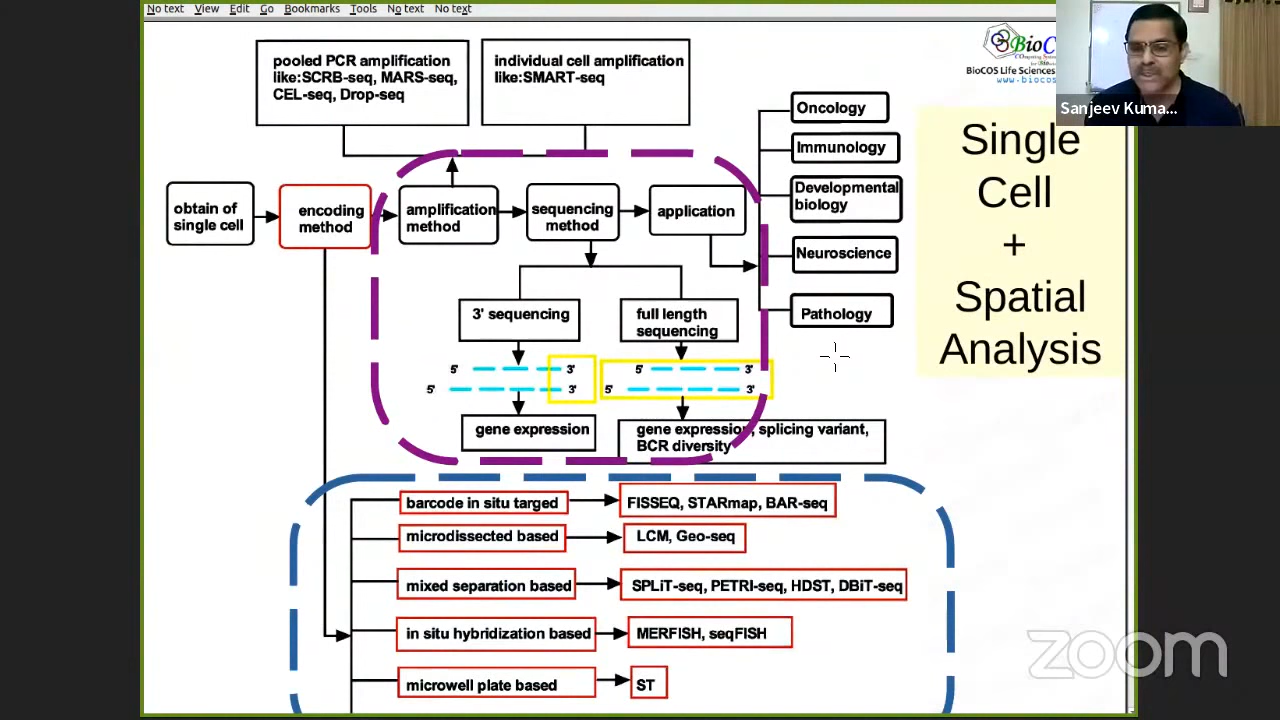 No text View Edit Go Bookmarks Tools No text No text
pooled PCR amplification
like:SCRB-seq, MARS-seq,
CEL-seq, Drop-seq
individual cell amplification
like:SMART-seq
BioC
BioCOS Life Sciences
www.biocos
Sanjeev Kuma...
Single
Cell
+
Spatial
Analysis
obtain of
single cell
encoding
method
amplification
method
sequencing
method
application
Oncology
Immunology
Developmental
biology
Neuroscience
Pathology
3' sequencing
full length
sequencing
5' 3'
5' 3'
5' 3'
5' 3'
gene expression
gene expression, splicing variant,
BCR diversity
barcode in situ targed
FISSEQ, STARmap, BAR-seq
microdissected based
LCM, Geo-seq
mixed separation based
SPLiT-seq, PETRI-seq, HDST, DBiT-seq
in situ hybridization based
MERFISH, seqFISH
microwell plate based
ST
zoom